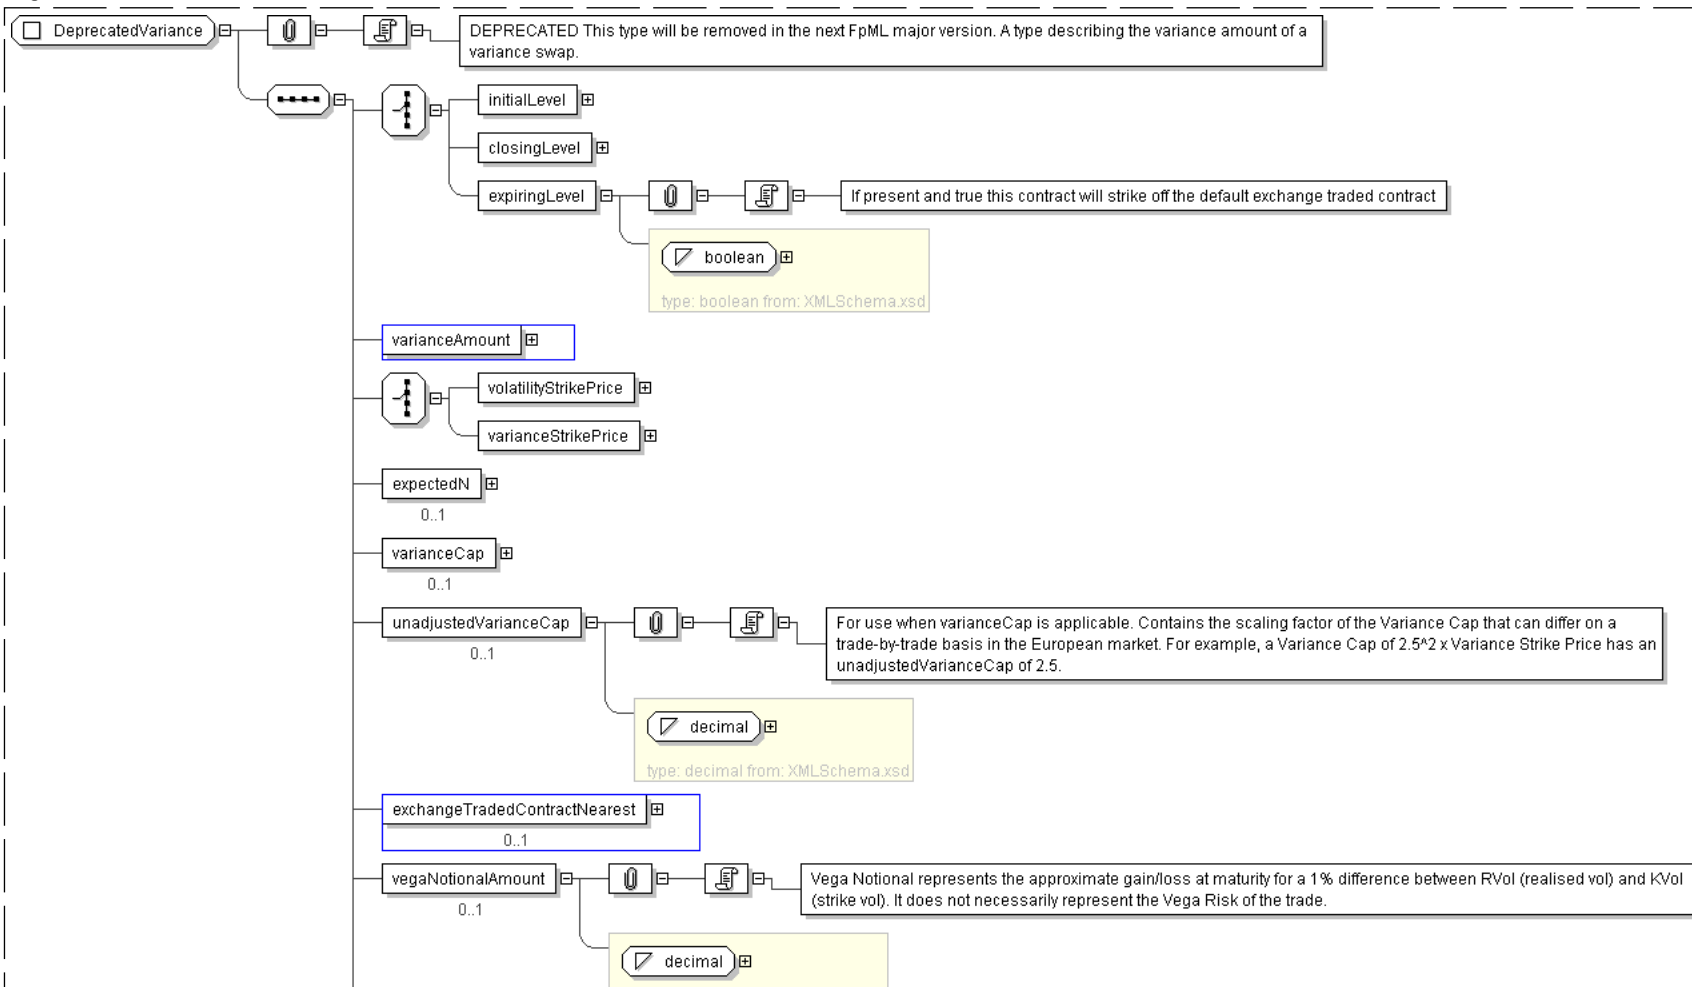 DeprecatedVariance
DEPRECATED This type will be removed in the next FpML major version. A type describing the variance amount of a
variance swap.
initialLevel
closingLevel
expiringLevel
If present and true this contract will strike off the default exchange traded contract
boolean
type: boolean from: XMLSchema.xsd
varianceAmount
volatilityStrikePrice
varianceStrikePrice
expectedN
0..1
varianceCap
0..1
unadjustedVarianceCap
0..1
For use when varianceCap is applicable. Contains the scaling factor of the Variance Cap that can differ on a
trade-by-trade basis in the European market. For example, a Variance Cap of 2.5^2 x Variance Strike Price has an
unadjustedVarianceCap of 2.5.
decimal
type: decimal from: XMLSchema.xsd
exchangeTradedContractNearest
0..1
vegaNotionalAmount
0..1
Vega Notional represents the approximate gain/loss at maturity for a 1% difference between RVol (realised vol) and KVol
(strike vol). It does not necessarily represent the Vega Risk of the trade.
decimal